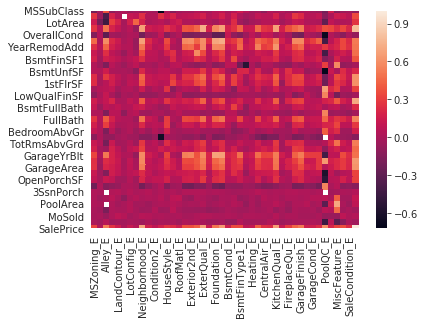 MSSubClass
LotArea
OverallCond
YearRemodAdd
BsmtFinSF1
BsmtUnfSF
1stFlrSF
LowQualFinSF
BsmtFullBath
FullBath
BedroomAbvGr
TotRmsAbvGrd
GarageYrBlt
GarageArea
OpenPorchSF
3SsnPorch
PoolArea
MoSold
SalePrice
MSZoning_E
Alley_E
LandContour_E
LotConfig_E
Neighborhood_E
Condition2_E
HouseStyle_E
RoofMatl_E
Exterior2nd_E
ExterQual_E
Foundation_E
BsmtCond_E
BsmtFinType1_E
Heating_E
CentralAir_E
KitchenQual_E
FireplaceQu_E
GarageFinish_E
GarageCond_E
PoolQC_E
MiscFeature_E
SaleCondition_E
0.9
0.6
0.3
0.0
−0.3
−0.6